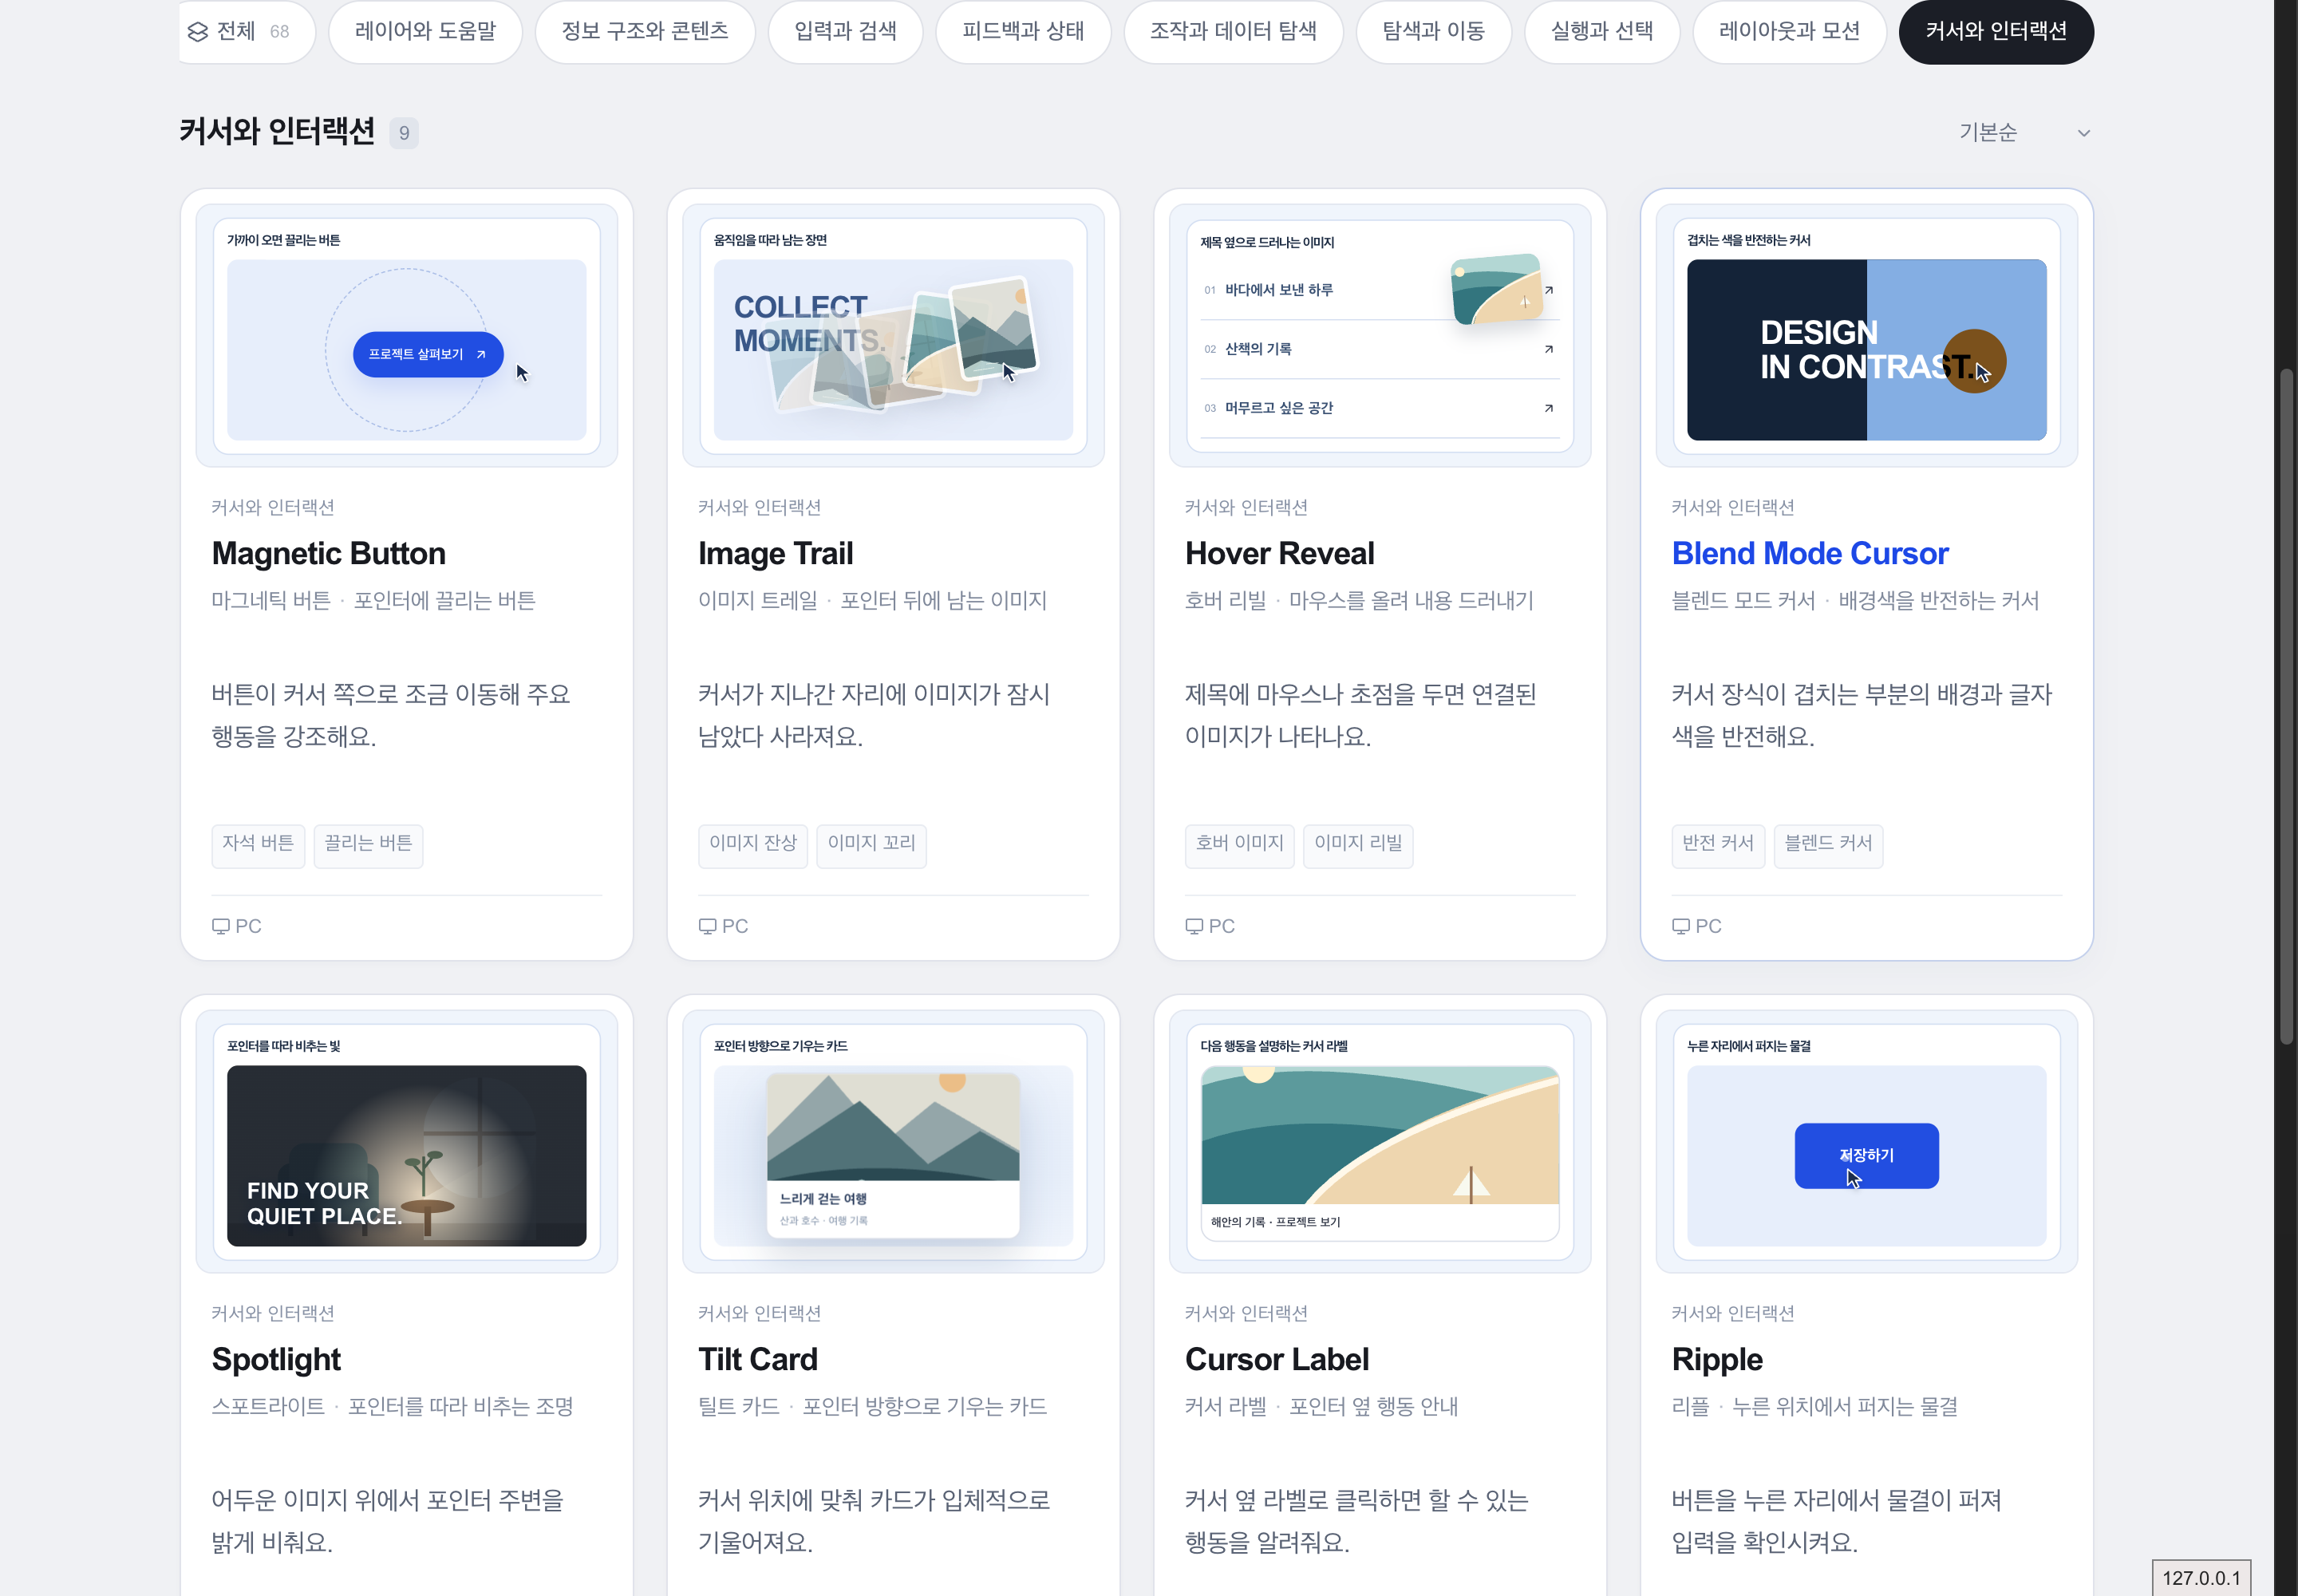 전체 68
레이어와 도움말
정보 구조와 콘텐츠
입력과 검색
피드백과 상태
조작과 데이터 탐색
탐색과 이동
실행과 선택
레이아웃과 모션
커서와 인터랙션
커서와 인터랙션 9
기본순
가까이 오면 끌리는 버튼
프로젝트 살펴보기
커서와 인터랙션
Magnetic Button
마그네틱 버튼 · 포인터에 끌리는 버튼
버튼이 커서 쪽으로 조금 이동해 주요
행동을 강조해요.
자석 버튼
끌리는 버튼
PC
움직임을 따라 남는 장면
COLLECT
MOMENTS.
커서와 인터랙션
Image Trail
이미지 트레일 · 포인터 뒤에 남는 이미지
커서가 지나간 자리에 이미지가 잠시
남았다 사라져요.
이미지 잔상
이미지 꼬리
PC
제목 옆으로 드러나는 이미지
01 바다에서 보낸 하루
02 산책의 기록
03 머무르고 싶은 공간
커서와 인터랙션
Hover Reveal
호버 리빌 · 마우스를 올려 내용 드러내기
제목에 마우스나 초점을 두면 연결된
이미지가 나타나요.
호버 이미지
이미지 리빌
PC
겹치는 색을 반전하는 커서
DESIGN
IN CONTRAST.
커서와 인터랙션
Blend Mode Cursor
블렌드 모드 커서 · 배경색을 반전하는 커서
커서 장식이 겹치는 부분의 배경과 글자
색을 반전해요.
반전 커서
블렌드 커서
PC
포인터를 따라 비추는 빛
FIND YOUR
QUIET PLACE.
커서와 인터랙션
Spotlight
스포트라이트 · 포인터를 따라 비추는 조명
어두운 이미지 위에서 포인터 주변을
밝게 비춰요.
포인터 방향으로 기우는 카드
느리게 걷는 여행
산과 호수 · 여행 기록
커서와 인터랙션
Tilt Card
틸트 카드 · 포인터 방향으로 기우는 카드
커서 위치에 맞춰 카드가 입체적으로
기울어져요.
다음 행동을 설명하는 커서 라벨
해안의 기록 · 프로젝트 보기
커서와 인터랙션
Cursor Label
커서 라벨 · 포인터 옆 행동 안내
커서 옆 라벨로 클릭하면 할 수 있는
행동을 알려줘요.
누른 자리에서 퍼지는 물결
저장하기
커서와 인터랙션
Ripple
리플 · 누른 위치에서 퍼지는 물결
버튼을 누른 자리에서 물결이 퍼져
입력을 확인시켜요.
127.0.0.1